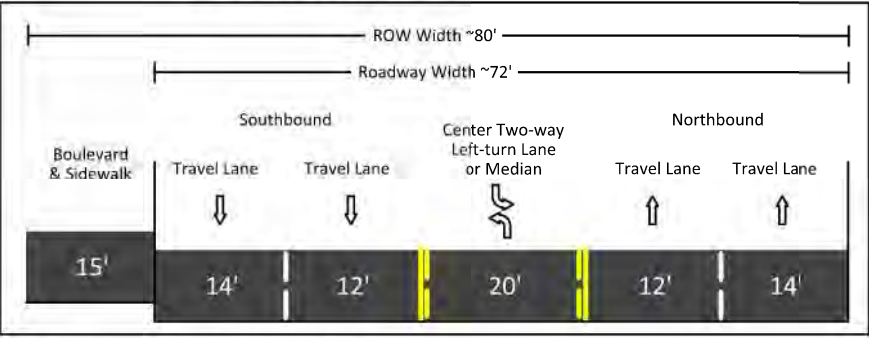 ROW Width ~80'
Roadway Width ~72'
Southbound
Northbound
Center Two-way
Left-turn Lane
or Median
Boulevard
& Sidewalk
Travel Lane
Travel Lane
Travel Lane
Travel Lane
15'
14'
12'
20'
12'
14'